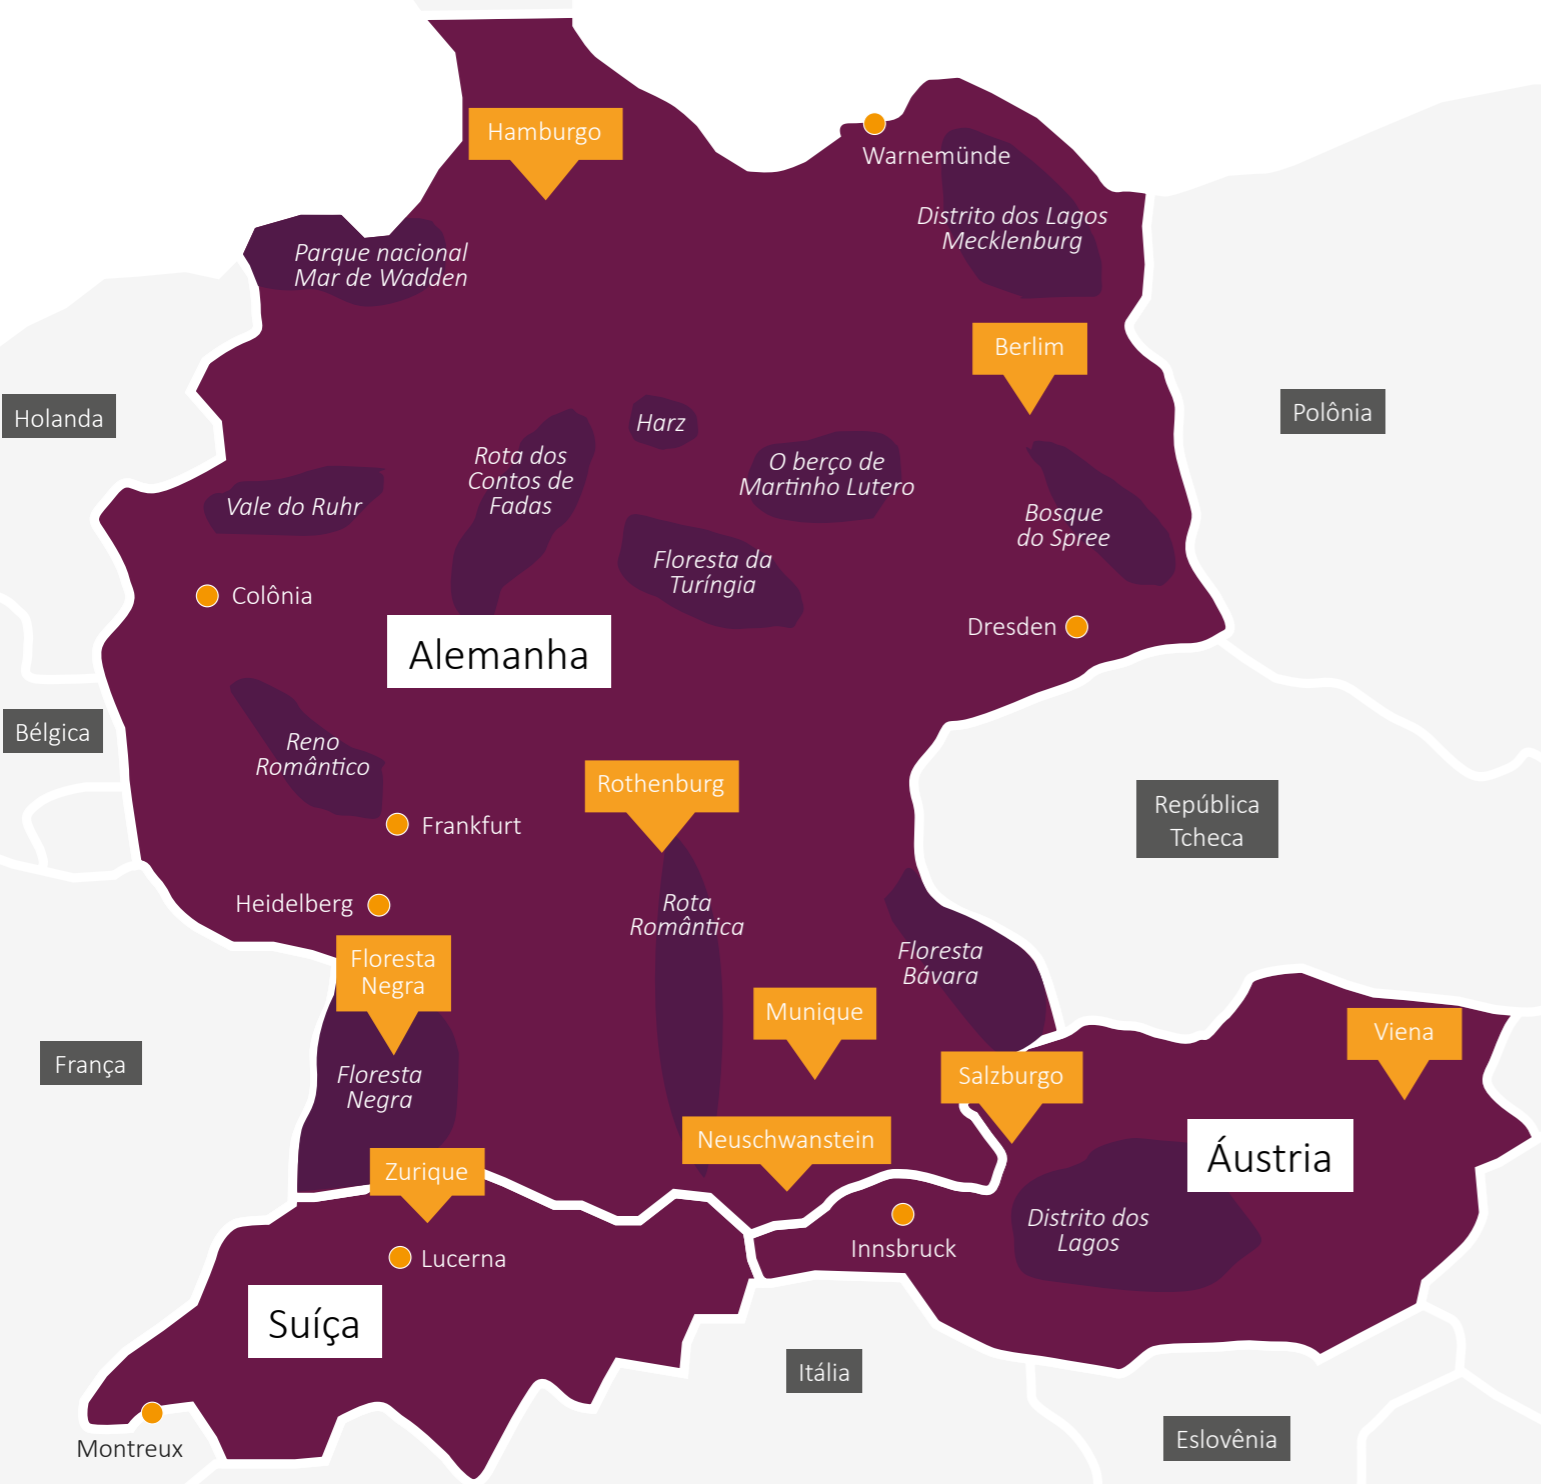 Hamburgo
Warnemünde
Distrito dos Lagos
Mecklenburg
Parque nacional
Mar de Wadden
Berlim
Holanda
Polônia
Harz
Rota dos
Contos de
Fadas
O berço de
Martinho Lutero
Vale do Ruhr
Bosque
do Spree
Floresta da
Turíngia
Colônia
Dresden
Alemanha
Bélgica
Reno
Romântico
Rothenburg
República
Tcheca
Frankfurt
Heidelberg
Rota
Romântica
Floresta
Negra
Floresta
Bávara
Munique
Viena
França
Floresta
Negra
Salzburgo
Neuschwanstein
Áustria
Zurique
Distrito dos
Lagos
Innsbruck
Lucerna
Suíça
Itália
Montreux
Eslovênia